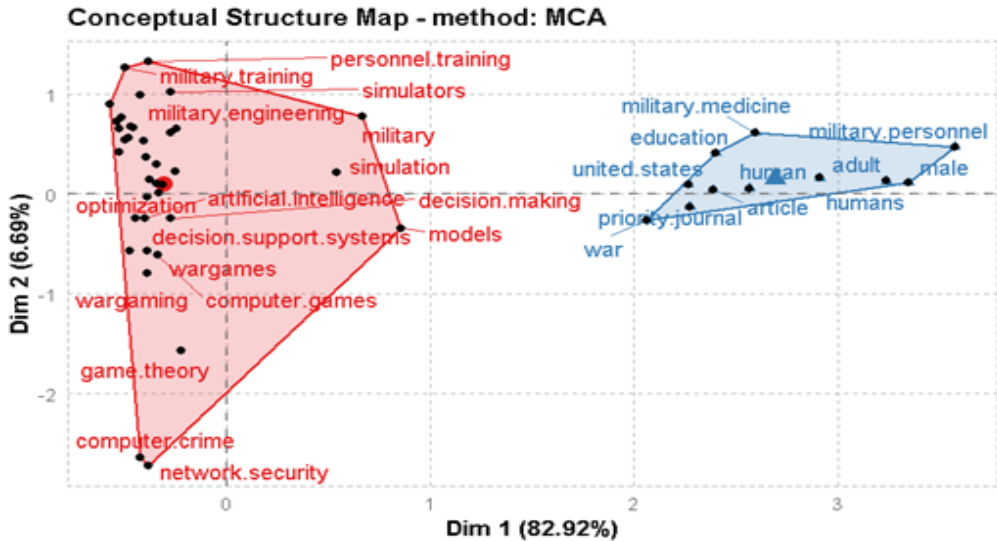 Conceptual Structure Map - method: MCA
personnel.training
military.training
simulators
military.medicine
military.engineering
military
education
military.personnel
simulation
united.states
human
adult
male
optimization
artificial.intelligence
decision.making
priority.journal
article
humans
decision.support.systems
models
war
wargames
wargaming
computer.games
game.theory
computer.crime
network.security
1
0
-1
-2
0
1
2
3
Dim 1 (82.92%)
Dim 2 (6.69%)